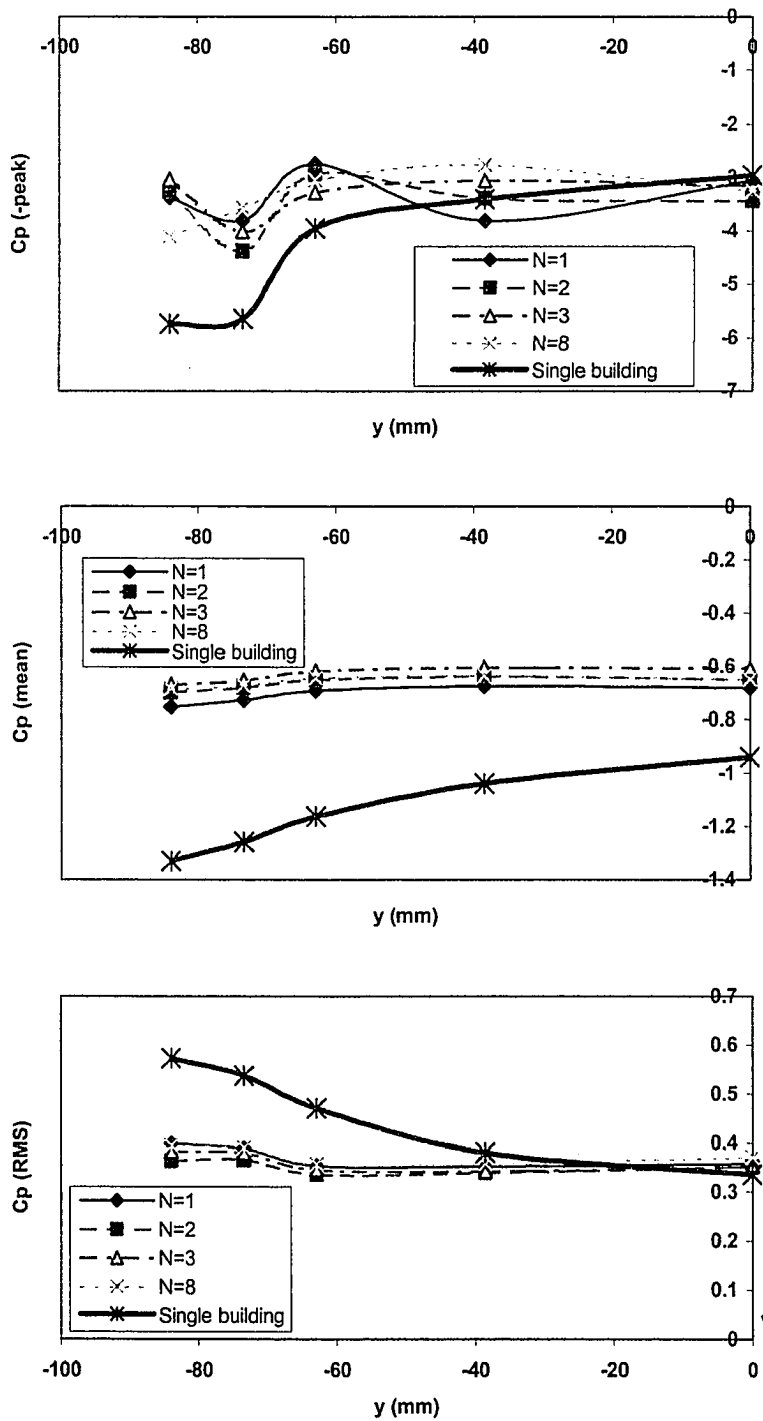 0
-100 -80 -60 -40 -20 0
-1
-2
-3
-4
-5
-6
-7
Cp (-peak)
N=1
N=2
N=3
N=8
Single building
y (mm)
0
-100 -80 -60 -40 -20 0
-0.2
-0.4
-0.6
-0.8
-1
-1.2
-1.4
Cp (mean)
N=1
N=2
N=3
N=8
Single building
y (mm)
0.7
0.6
0.5
0.4
0.3
0.2
0.1
0
Cp (RMS)
N=1
N=2
N=3
N=8
Single building
-100 -80 -60 -40 -20 0
y (mm)